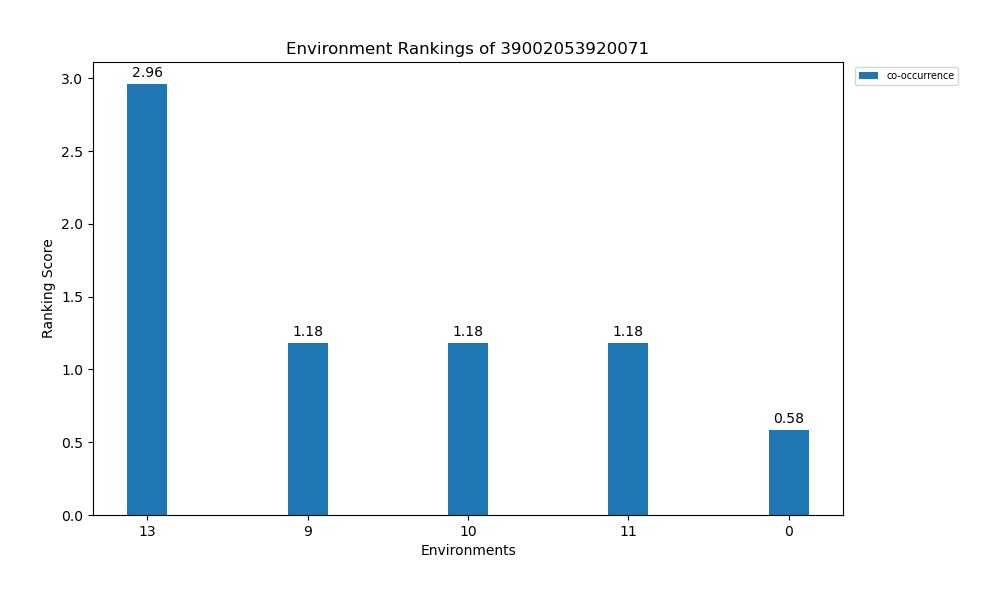 Environment Rankings of 39002053920071
co-occurrence
2.96
1.18
1.18
1.18
0.58
3.0
2.5
2.0
1.5
1.0
0.5
0.0
Ranking Score
13 9 10 11 0
Environments